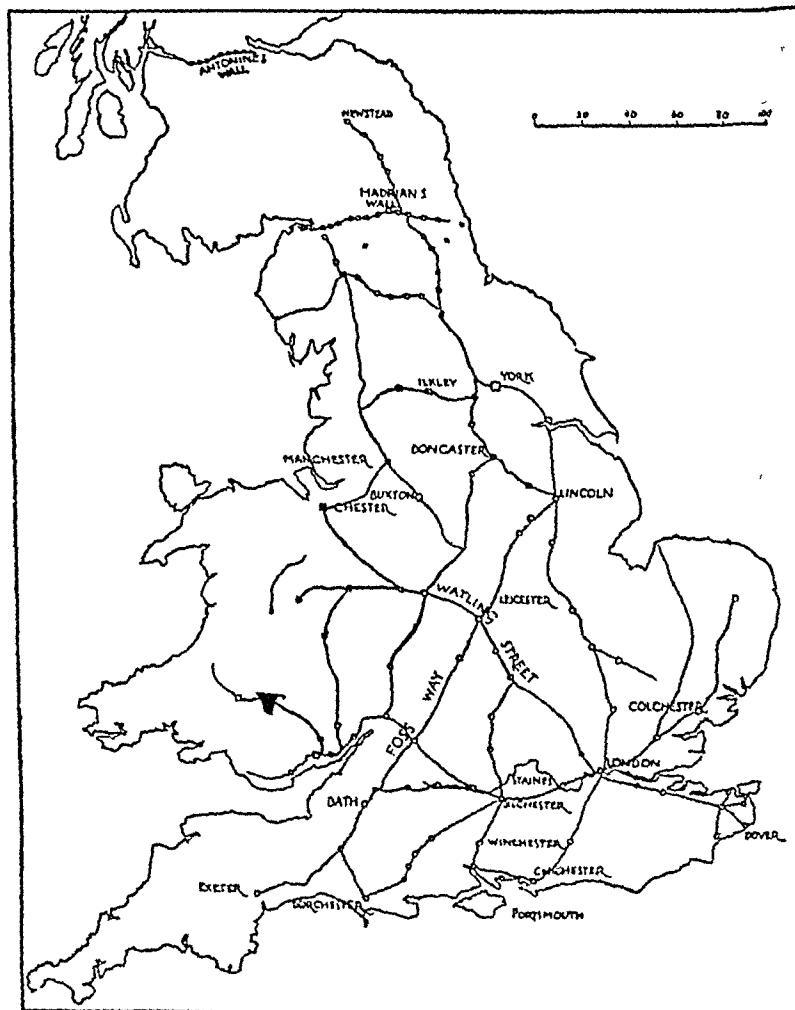 ANTONINE'S
WALL
NEWSTEAD
0 20 40 60 80 100
HADRIANS
WALL
ILKLEY
YORK
MANCHESTER
DONCASTER
BUXTON
CHESTER
LINCOLN
WATLING
STREET
LEICESTER
FOSS WAY
COLCHESTER
LONDON
STAINES
SILCHESTER
BATH
WINCHESTER
DOVER
CHICHESTER
EXETER
DORCHESTER
PORTSMOUTH